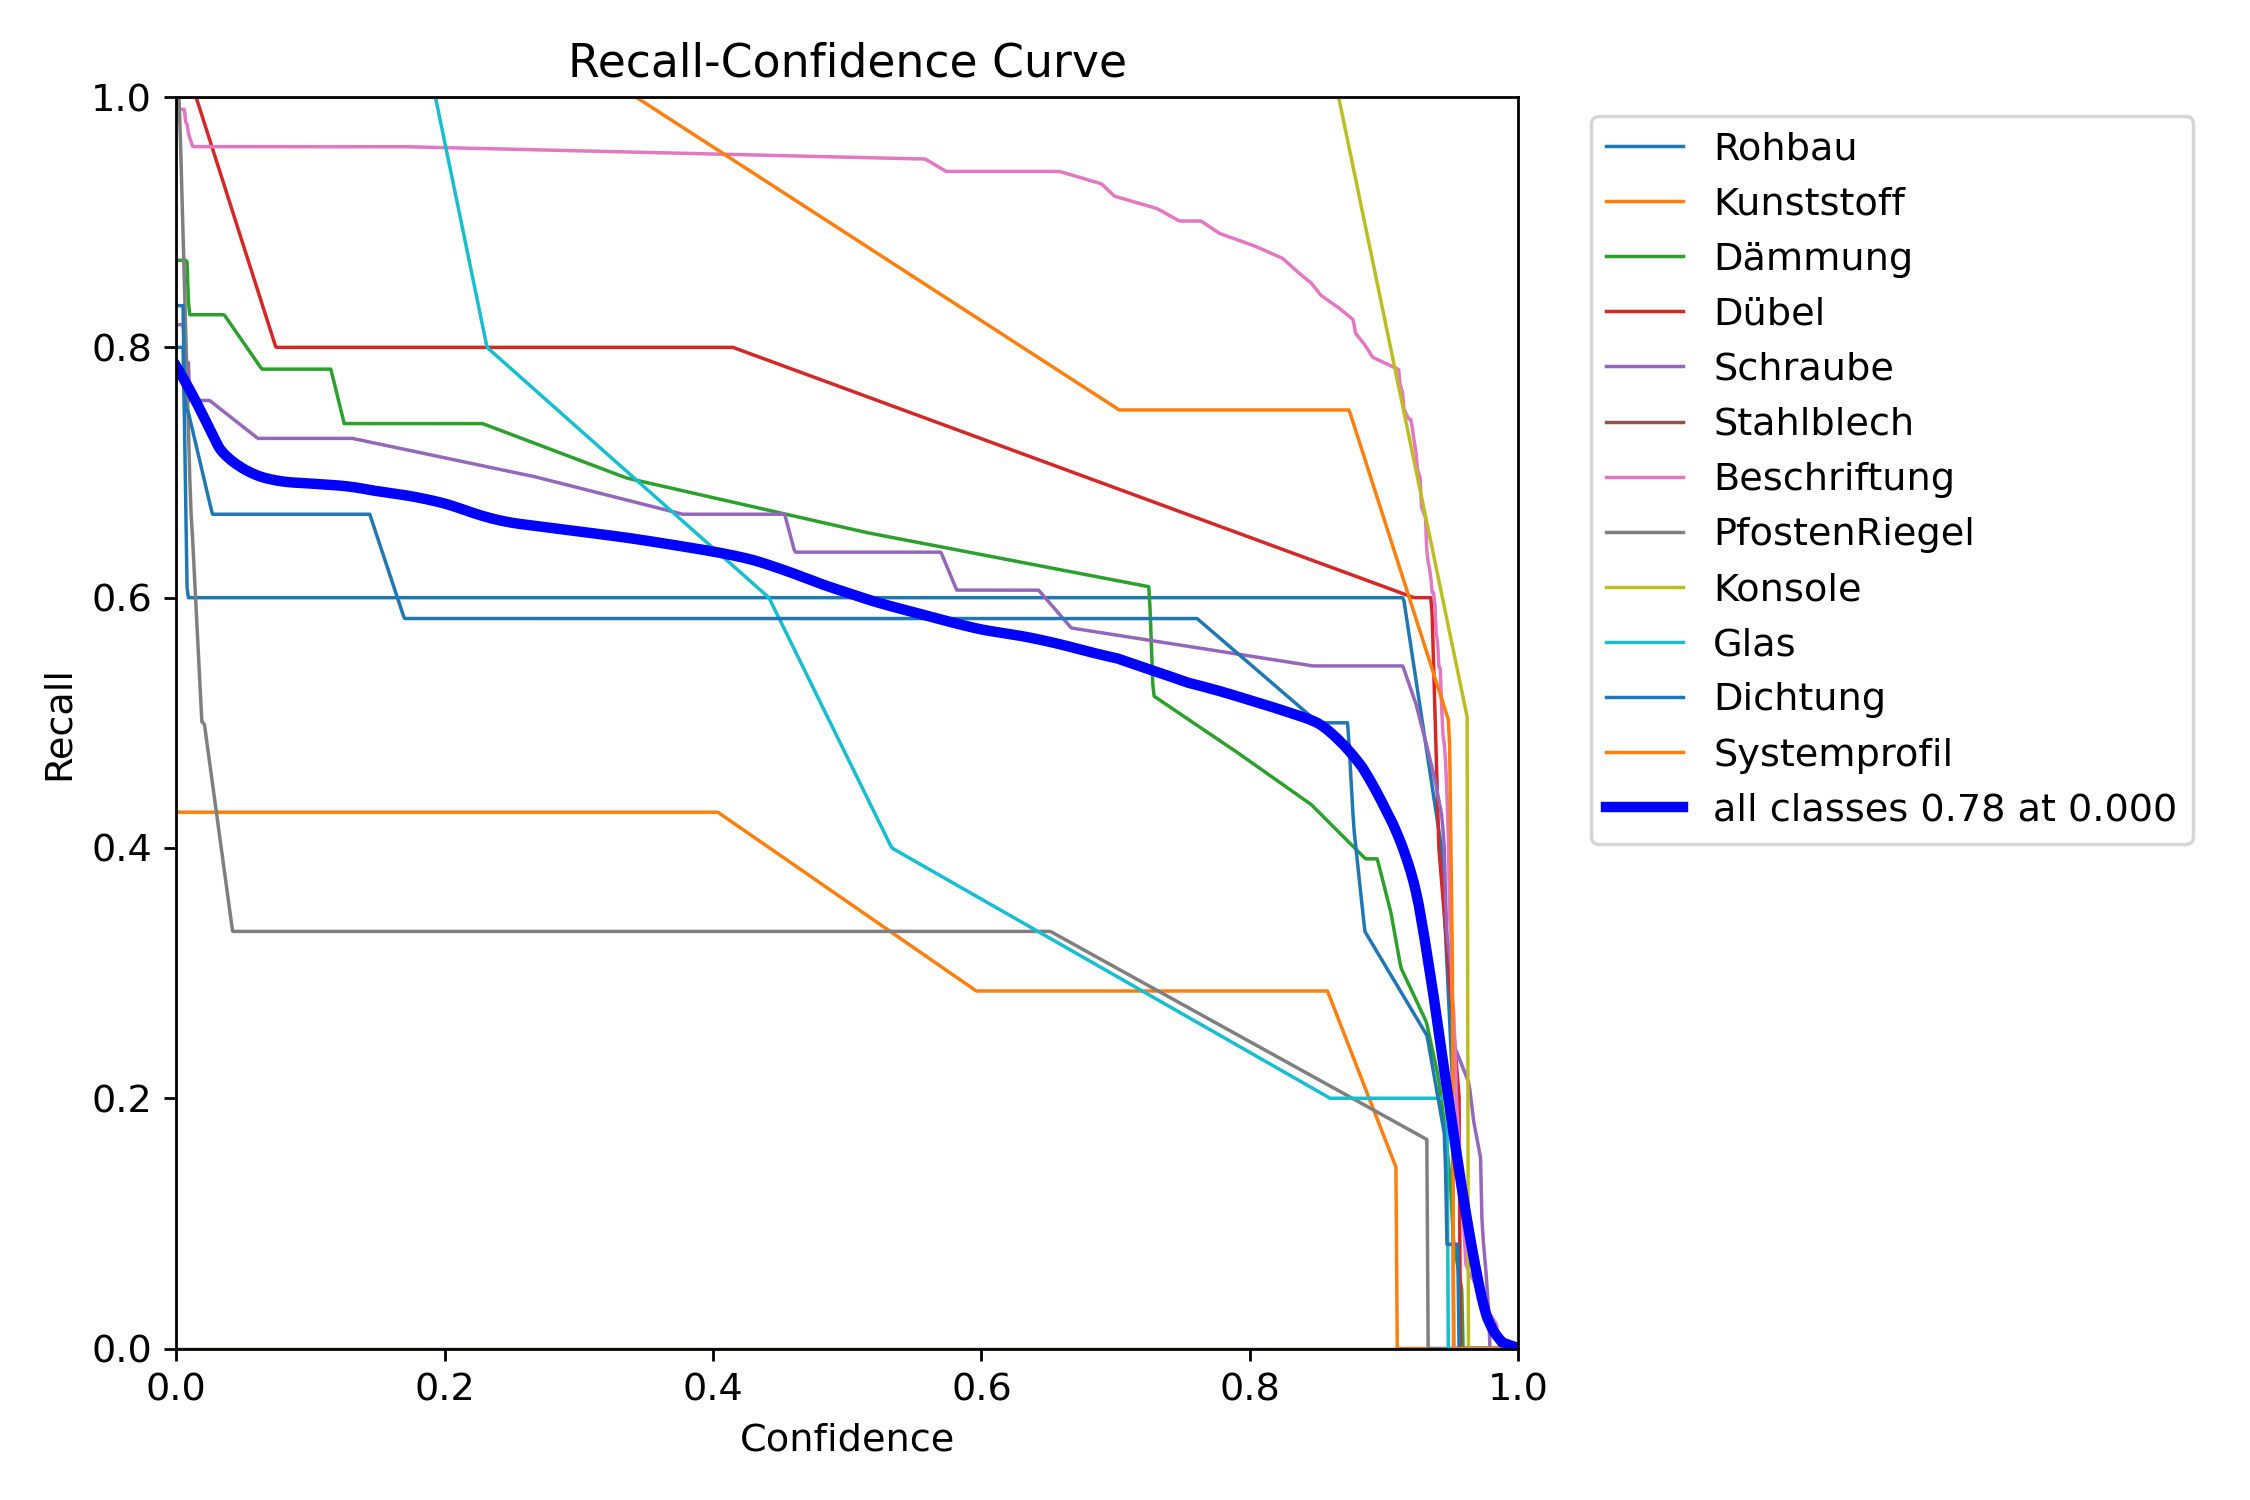 Recall-Confidence Curve
1.0
0.8
0.6
0.4
0.2
0.0
Recall
0.0 0.2 0.4 0.6 0.8 1.0
Confidence
Rohbau
Kunststoff
Dämmung
Dübel
Schraube
Stahlblech
Beschriftung
PfostenRiegel
Konsole
Glas
Dichtung
Systemprofil
all classes 0.78 at 0.000